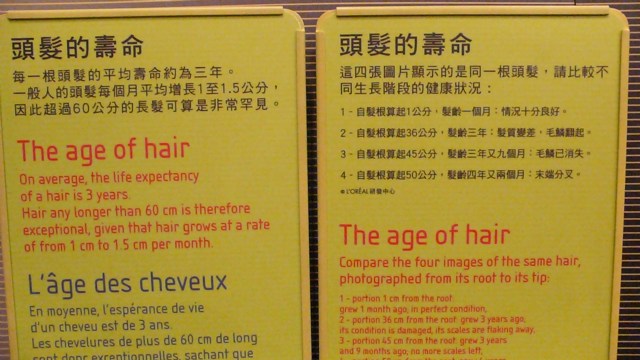 頭髮的壽命
每一根頭髮的平均壽命約為三年。
一般人的頭髮每個月平均增長1至1.5公分，
因此超過60公分的長髮可算是非常罕見。
The age of hair
On average, the life expectancy
of a hair is 3 years.
Hair any longer than 60 cm is therefore
exceptional, given that hair grows at a rate
of from 1 cm to 1.5 cm per month.
L'âge des cheveux
En moyenne, l'espérance de vie
d'un cheveu est de 3 ans.
Les chevelures de plus de 60 cm de long
sont donc exceptionnelles, sachant que
頭髮的壽命
這四張圖片顯示的是同一根頭髮，請比較不
同生長階段的健康狀況：
1 - 自髮根算起1公分，髮齡一個月：情況十分良好。
2 - 自髮根算起36公分，髮齡三年：髮質變差，毛鱗翻起。
3 - 自髮根算起45公分，髮齡三年又九個月：毛鱗已消失。
4 - 自髮根算起50公分，髮齡四年又兩個月：末端分叉。
© L'ORÉAL 研發中心
The age of hair
Compare the four images of the same hair,
photographed from its root to its tip:
1 - portion 1 cm from the root:
grew 1 month ago; in perfect condition,
2 - portion 36 cm from the root: grew 3 years ago;
its condition is damaged, its scales are flaking away,
3 - portion 45 cm from the root: grew 3 years
and 9 months ago; no more scales left,